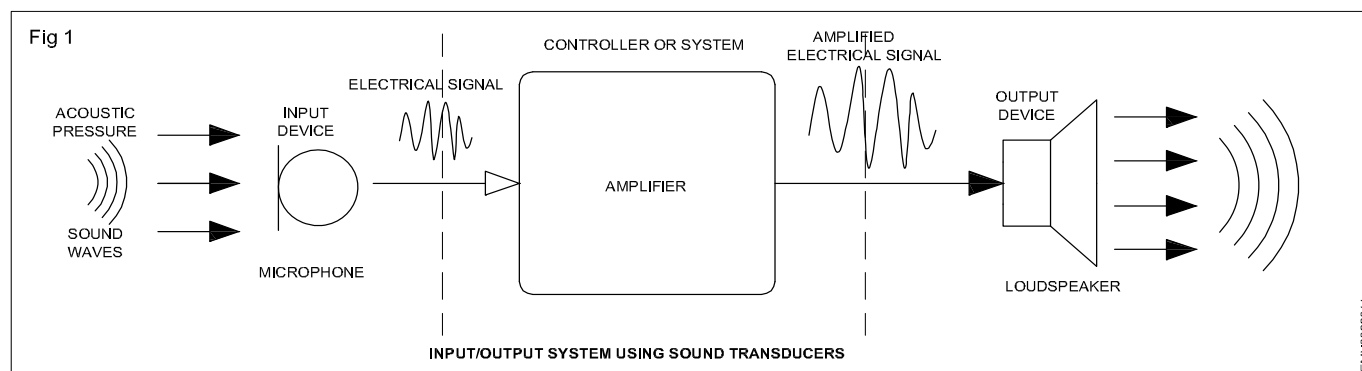 Fig 1
CONTROLLER OR SYSTEM
AMPLIFIED
ELECTRICAL SIGNAL
ELECTRICAL SIGNAL
ACOUSTIC
PRESSURE
INPUT
DEVICE
OUTPUT
DEVICE
AMPLIFIER
SOUND
WAVES
MICROPHONE
LOUDSPEAKER
INPUT/OUTPUT SYSTEM USING SOUND TRANSDUCERS